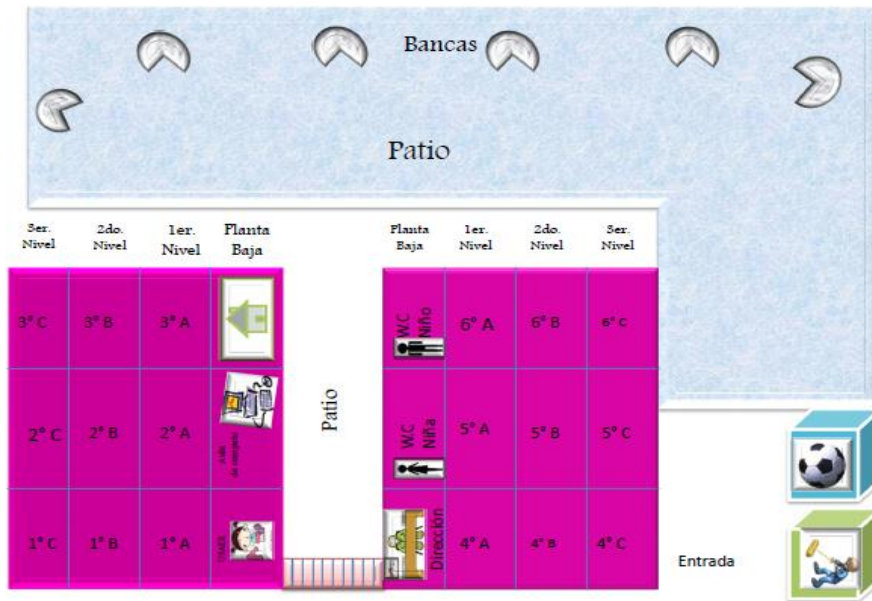 Bancas
Patio
3er. Nivel
2do. Nivel
1er. Nivel
Planta Baja
Planta Baja
1er. Nivel
2do. Nivel
3er. Nivel
3° C
3° B
3° A
W.C Niño
6° A
6° B
6° C
2° C
2° B
2° A
Patio
W.C Niña
5° A
5° B
5° C
1° C
1° B
1° A
Dirección
4° A
4° B
4° C
Entrada